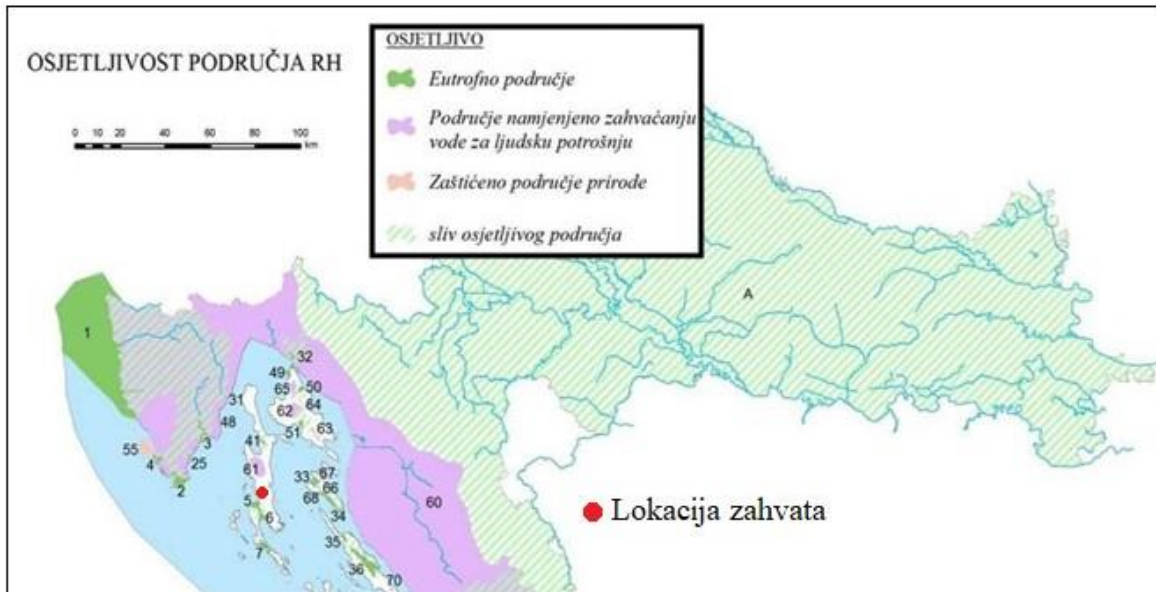 OSJETLJIVOST PODRUČJA RH
0 10 20 40 60 80 100
km
OSJETLJIVO
Eutrofno područje
Područje namjenjeno zahvaćanju
vode za ljudsku potrošnju
Zaštićeno područje prirode
sliv osjetljivog područja
A
1
32
49
50
65
31
64
62
48
51
63
41
3
55
4
25
61
33
67
66
2
5
68
60
Lokacija zahvata
6
34
7
35
36
70